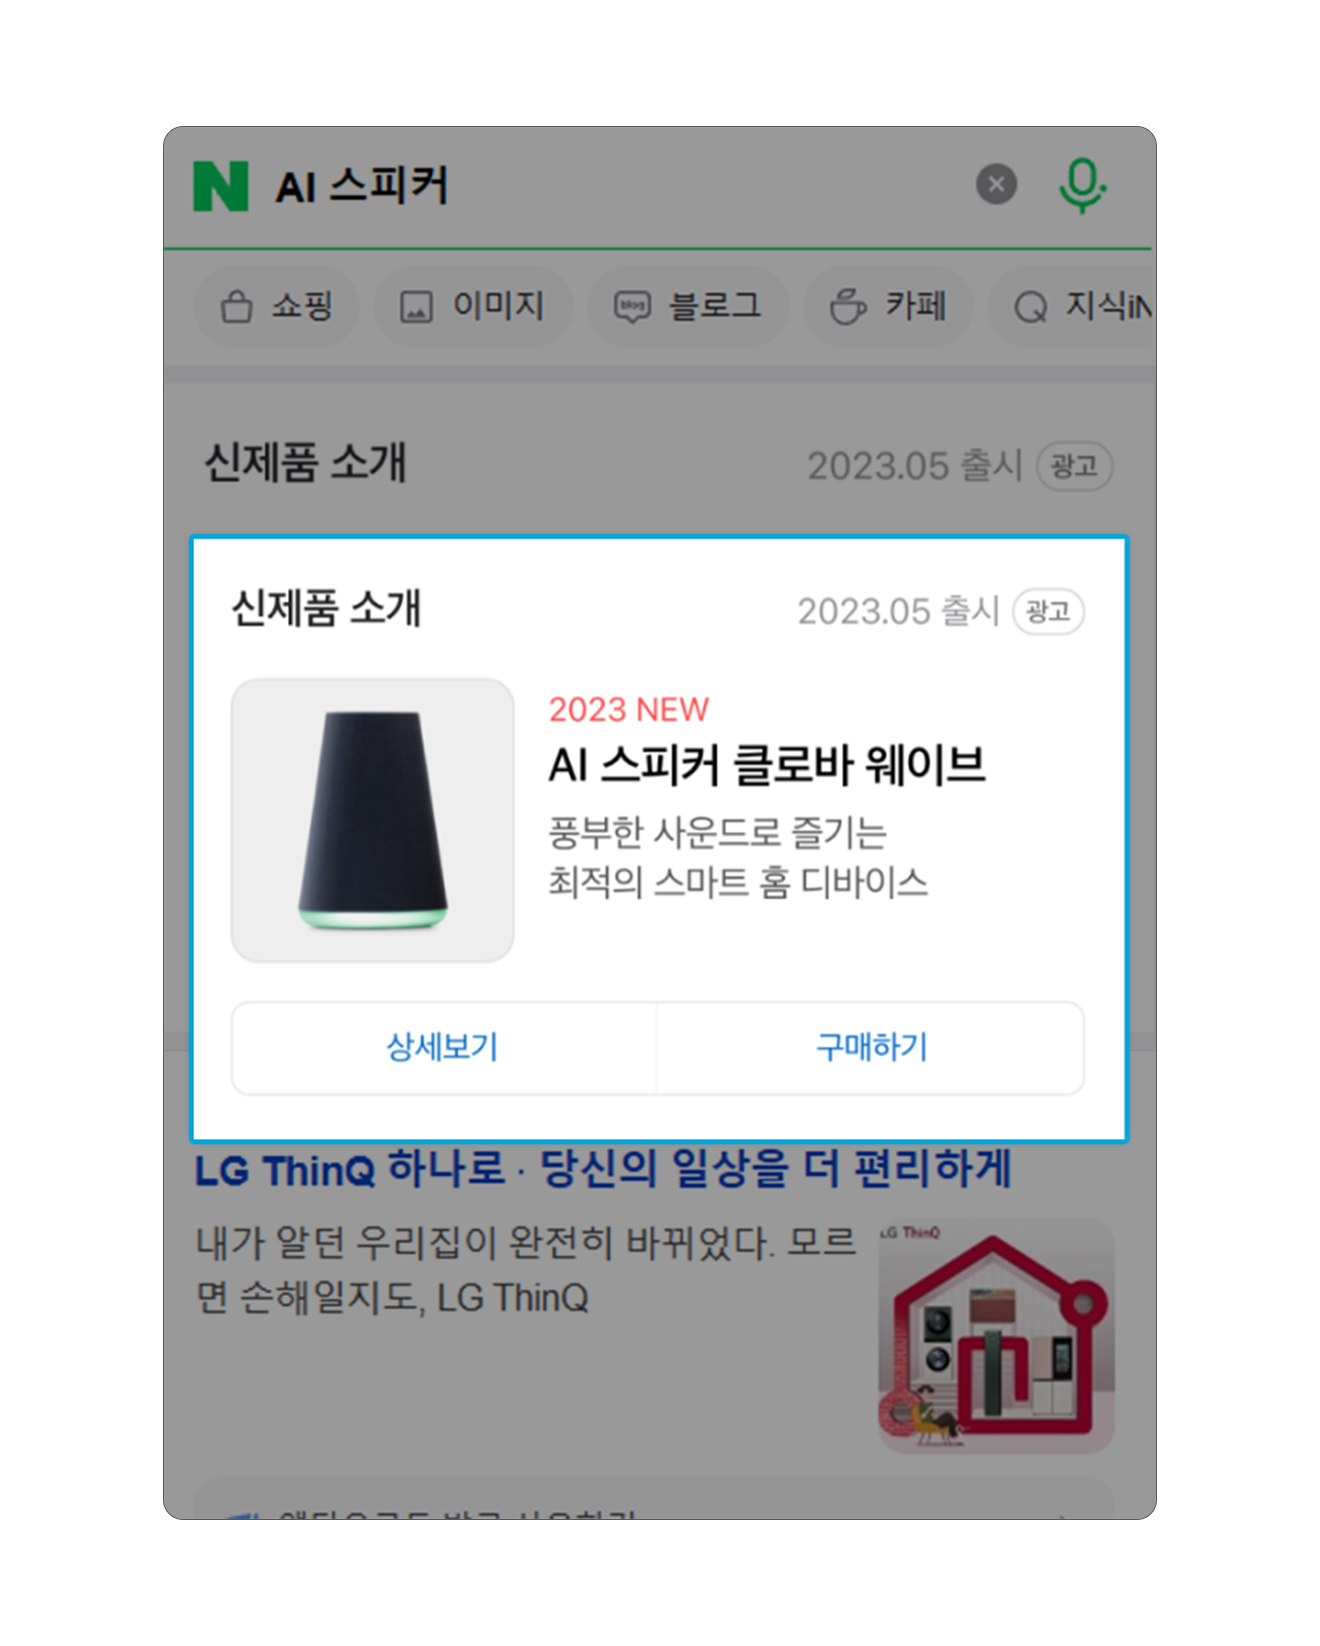 N AI 스피커
쇼핑 이미지 blog 블로그 카페 지식iN
신제품 소개 2023.05 출시 광고
신제품 소개 2023.05 출시 광고
2023 NEW
AI 스피커 클로바 웨이브
풍부한 사운드로 즐기는
최적의 스마트 홈 디바이스
상세보기 구매하기
LG ThinQ 하나로 · 당신의 일상을 더 편리하게
내가 알던 우리집이 완전히 바뀌었다. 모르
면 손해일지도, LG ThinQ
LG ThinQ